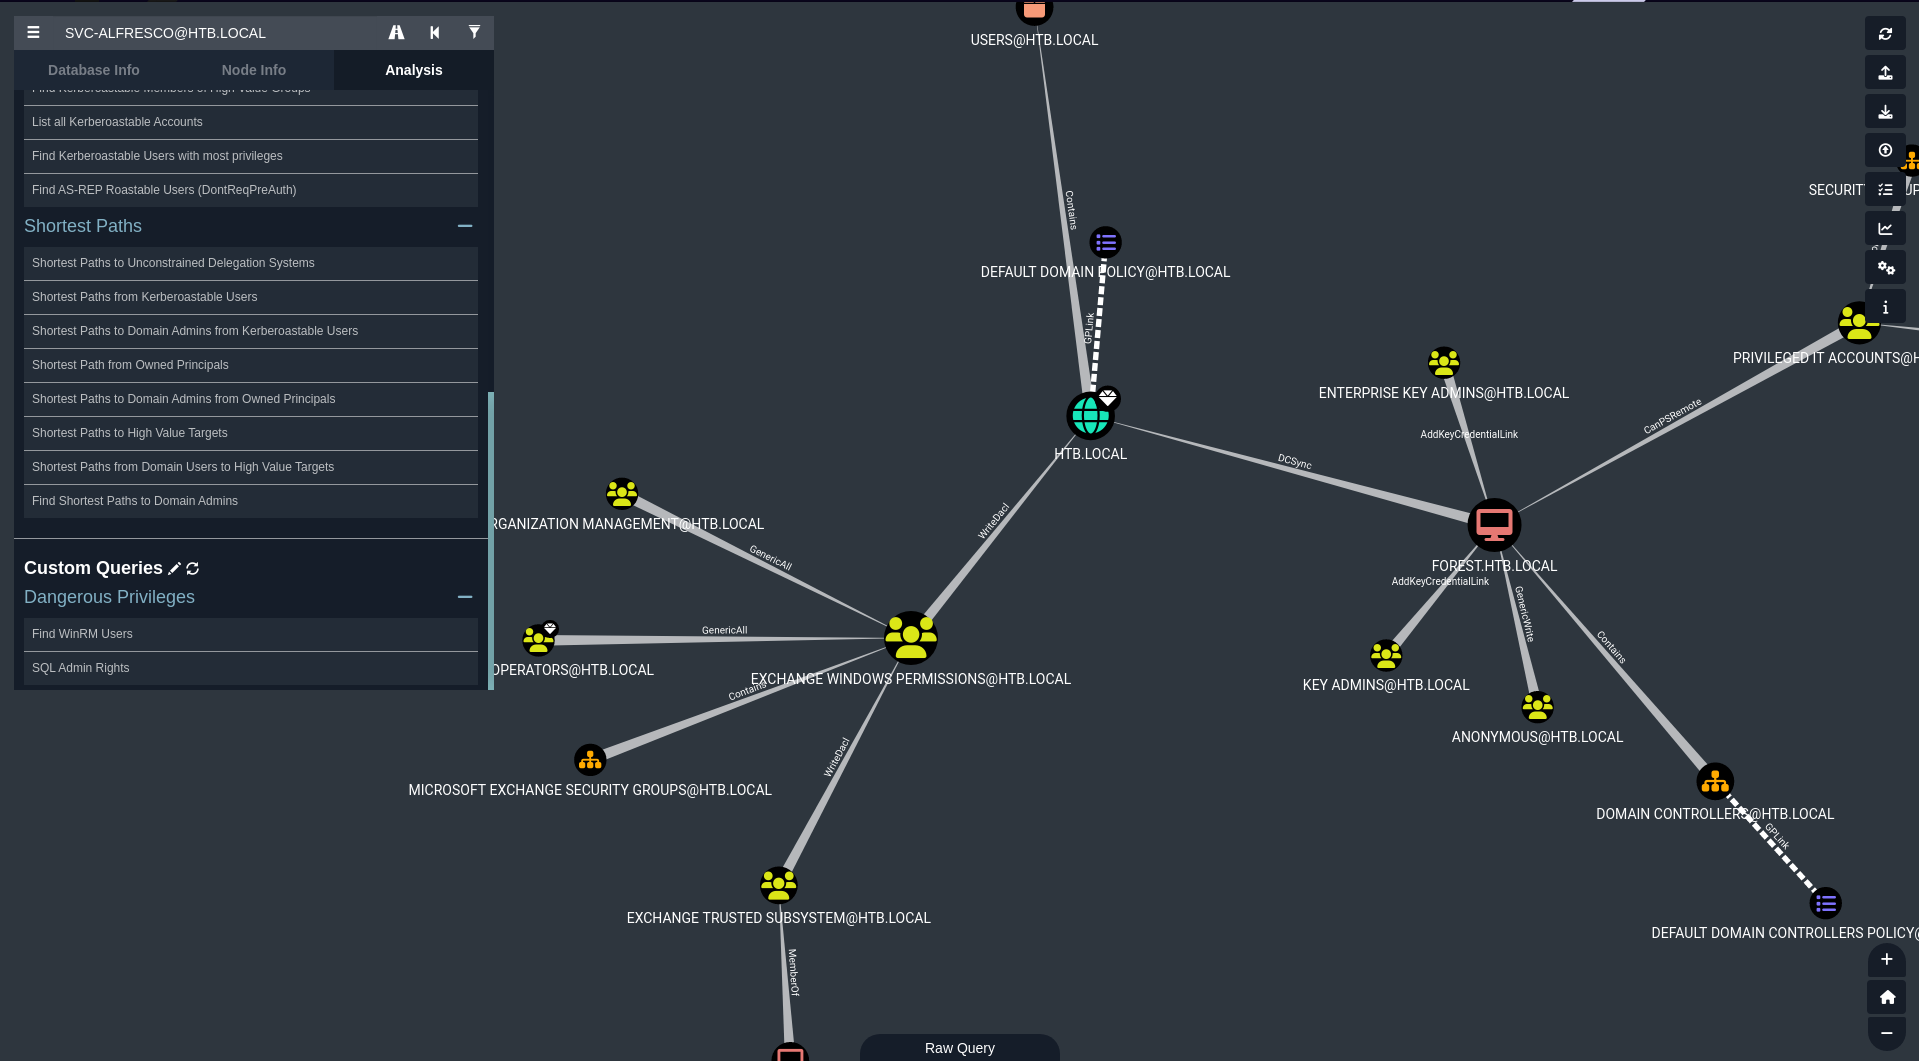 SVC-ALFRESCO@HTB.LOCAL
Database Info
Node Info
Analysis
Find Kerberoastable Members of High Value Groups
List all Kerberoastable Accounts
Find Kerberoastable Users with most privileges
Find AS-REP Roastable Users (DontReqPreAuth)
Shortest Paths
Shortest Paths to Unconstrained Delegation Systems
Shortest Paths from Kerberoastable Users
Shortest Paths to Domain Admins from Kerberoastable Users
Shortest Path from Owned Principals
Shortest Paths to Domain Admins from Owned Principals
Shortest Paths to High Value Targets
Shortest Paths from Domain Users to High Value Targets
Find Shortest Paths to Domain Admins
Custom Queries
Dangerous Privileges
Find WinRM Users
SQL Admin Rights
USERS@HTB.LOCAL
Contains
DEFAULT DOMAIN POLICY@HTB.LOCAL
GPLink
HTB.LOCAL
DCSync
WriteDacl
RGANIZATION MANAGEMENT@HTB.LOCAL
GenericAll
GenericAll
OPERATORS@HTB.LOCAL
EXCHANGE WINDOWS PERMISSIONS@HTB.LOCAL
Contains
MICROSOFT EXCHANGE SECURITY GROUPS@HTB.LOCAL
WriteDacl
EXCHANGE TRUSTED SUBSYSTEM@HTB.LOCAL
MemberOf
PRIVILEGED IT ACCOUNTS@H
ENTERPRISE KEY ADMINS@HTB.LOCAL
CanPSRemote
AddKeyCredentialLink
FOREST.HTB.LOCAL
AddKeyCredentialLink
GenericWrite
Contains
KEY ADMINS@HTB.LOCAL
ANONYMOUS@HTB.LOCAL
DOMAIN CONTROLLERS@HTB.LOCAL
GPLink
DEFAULT DOMAIN CONTROLLERS POLICY@
Raw Query